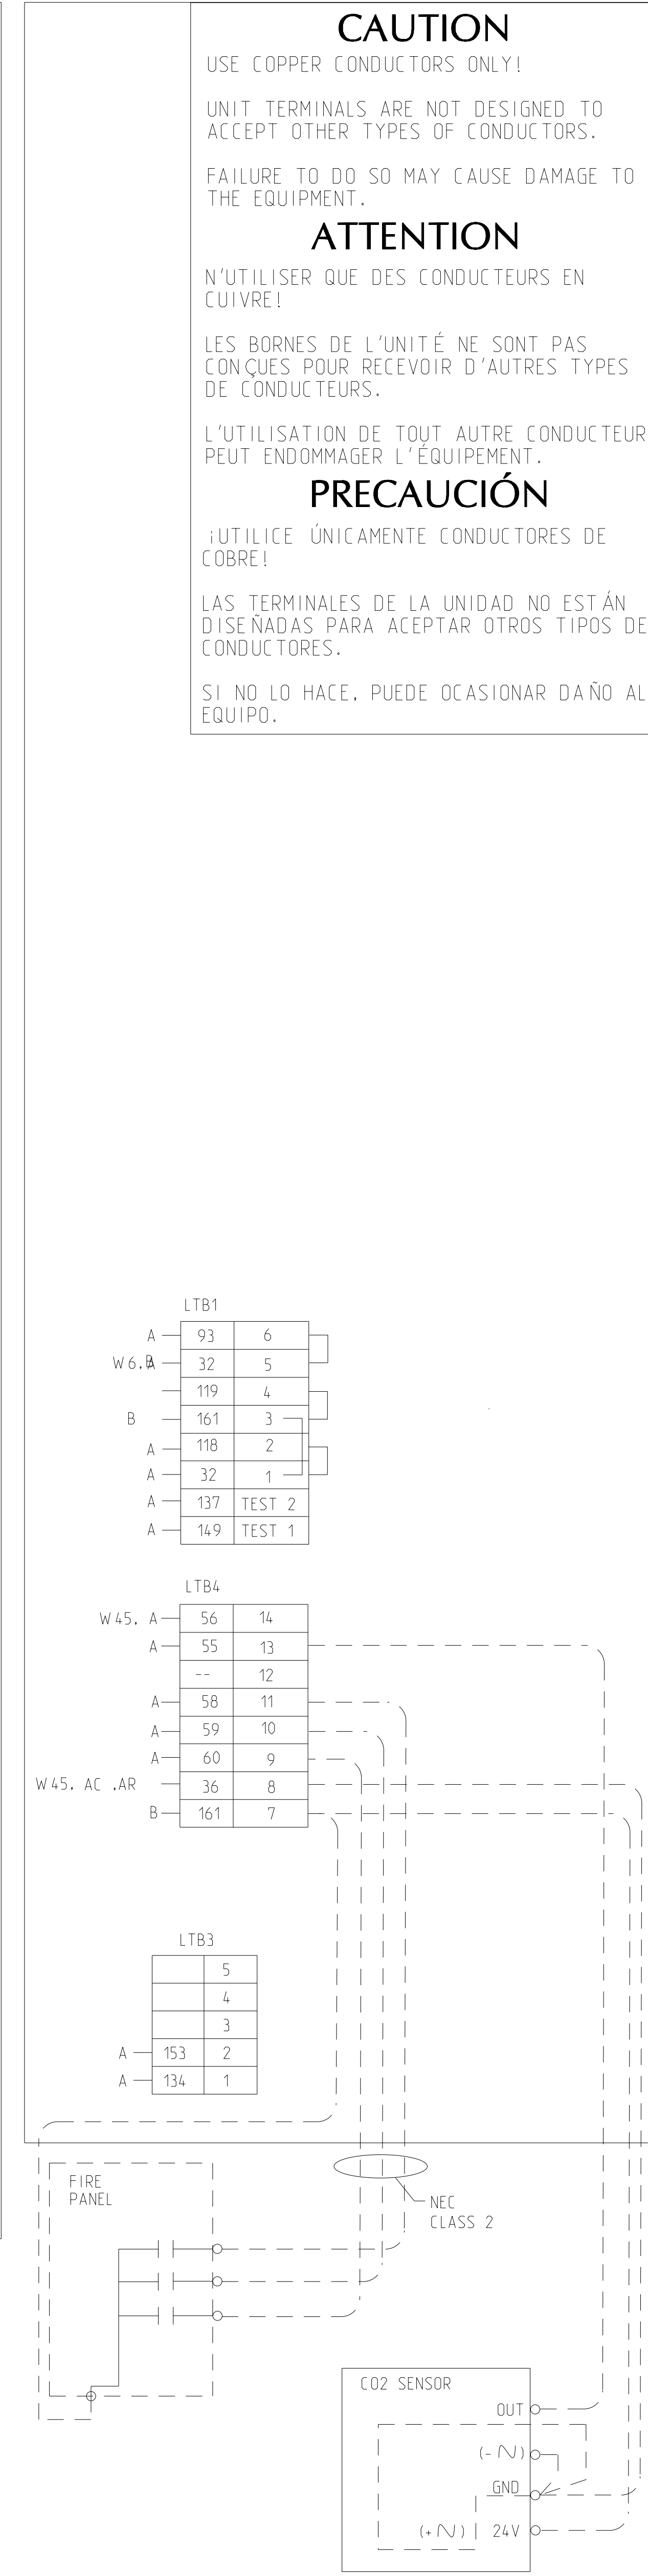 CAUTION
USE COPPER CONDUCTORS ONLY!
UNIT TERMINALS ARE NOT DESIGNED TO
ACCEPT OTHER TYPES OF CONDUCTORS.
FAILURE TO DO SO MAY CAUSE DAMAGE TO
THE EQUIPMENT.
ATTENTION
N'UTILISER QUE DES CONDUCTEURS EN
CUIVRE!
LES BORNES DE L'UNITÉ NE SONT PAS
CONÇUES POUR RECEVOIR D'AUTRES TYPES
DE CONDUCTEURS.
L'UTILISATION DE TOUT AUTRE CONDUCTEUR
PEUT ENDOMMAGER L'ÉQUIPEMENT.
PRECAUCIÓN
¡UTILICE ÚNICAMENTE CONDUCTORES DE
COBRE!
LAS TERMINALES DE LA UNIDAD NO ESTÁN
DISEÑADAS PARA ACEPTAR OTROS TIPOS DE
CONDUCTORES.
SI NO LO HACE, PUEDE OCASIONAR DAÑO AL
EQUIPO.
LTB1
A 93 6
W6, 32 5
119 4
B 161 3
A 118 2
A 32 1
A 137 TEST 2
A 149 TEST 1
LTB4
W45, A 56 14
A 55 13
-- 12
A 58 11
A 59 10
A 60 9
W45, AC ,AR 36 8
B 161 7
LTB3
5
4
3
A 153 2
A 134 1
FIRE
PANEL
NEC
CLASS 2
CO2 SENSOR
OUT
(-∿)
GND
(+∿) 24V